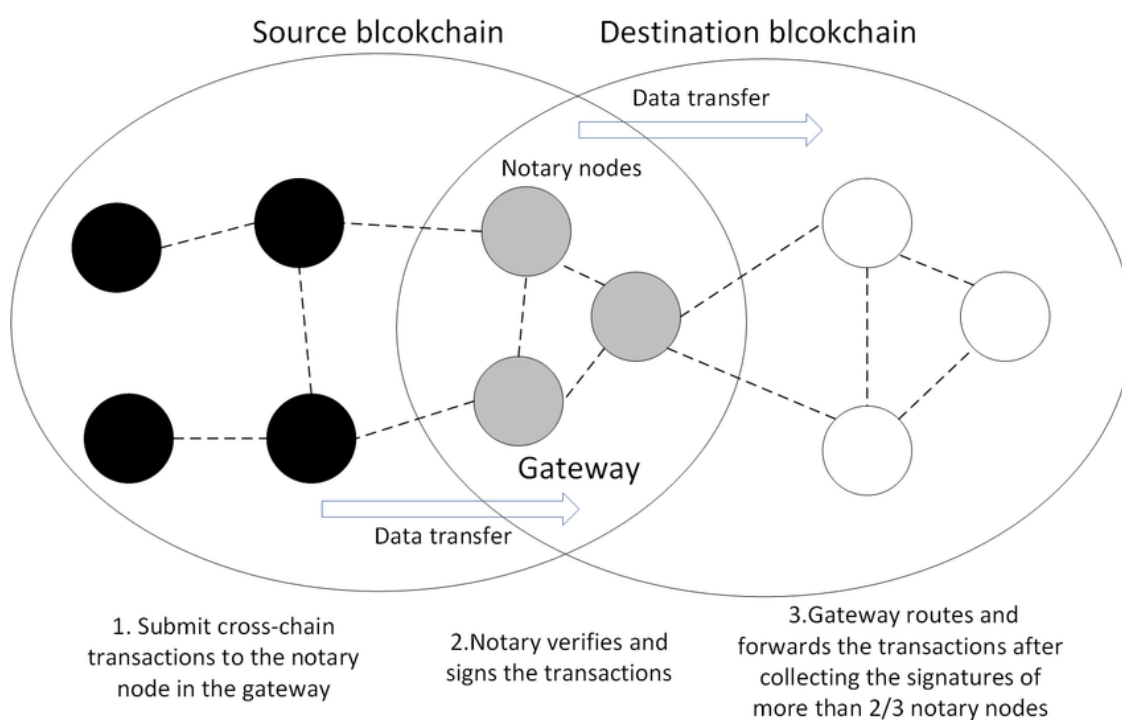 Source blcokchain
Destination blcokchain
Data transfer
Notary nodes
Gateway
Data transfer
1. Submit cross-chain
transactions to the notary
node in the gateway
2.Notary verifies and
signs the transactions
3.Gateway routes and
forwards the transactions after
collecting the signatures of
more than 2/3 notary nodes